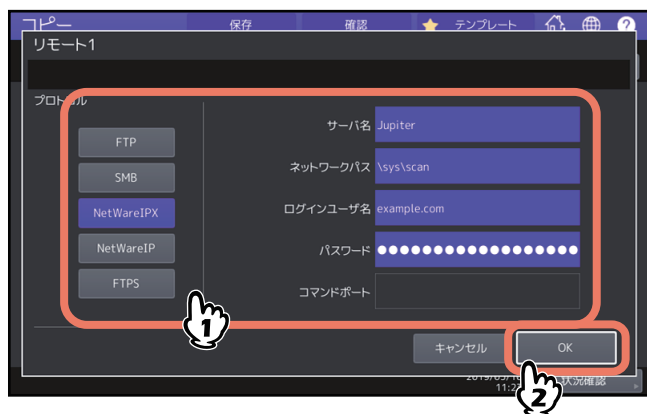 コピー 保存 確認 テンプレート ?
リモート1
プロトコル
FTP
SMB
NetWareIPX
NetWareIP
FTPS
サーバ名 Jupiter
ネットワークパス \sys\scan
ログインユーザ名 example.com
パスワード ●●●●●●●●●●●●●●●●●●
コマンドポート
1
キャンセル OK
状況確認
2